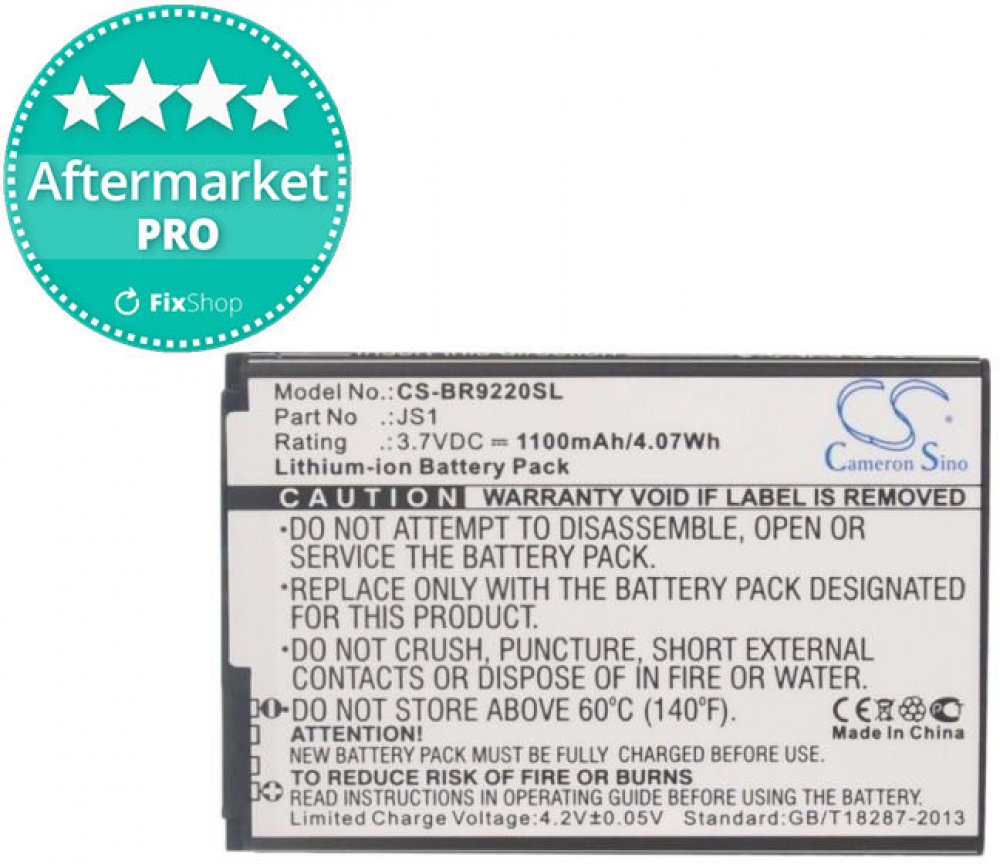 Aftermarket
PRO
FixShop
Model No.:CS-BR9220SL
Part No .:JS1
Rating .:3.7VDC ⎓ 1100mAh/4.07Wh
Lithium-ion Battery Pack
CS
Cameron Sino
CAUTION WARRANTY VOID IF LABEL IS REMOVED
·DO NOT ATTEMPT TO DISASSEMBLE, OPEN OR
SERVICE THE BATTERY PACK.
·REPLACE ONLY WITH THE BATTERY PACK DESIGNATED
FOR THIS PRODUCT.
·DO NOT CRUSH, PUNCTURE, SHORT EXTERNAL
CONTACTS OR DISPOSE OF IN FIRE OR WATER.
·DO NOT STORE ABOVE 60°C (140°F).
CE
Made In China
ATTENTION!
NEW BATTERY PACK MUST BE FULLY CHARGED BEFORE USE
TO REDUCE RISK OF FIRE OR BURNS
READ INSTRUCTIONS IN OPERATING GUIDE BEFORE USE BATTERY
Limited Charge Voltage:4.2V±0.05V Standard:GB/T18287-2013